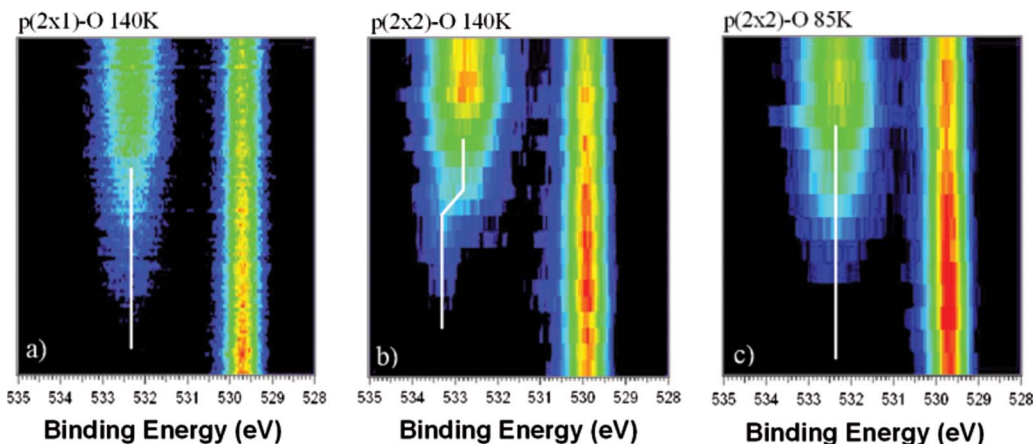 p(2x1)-O 140K
p(2x2)-O 140K
p(2x2)-O 85K
a)
b)
c)
535 534 533 532 531 530 529 528
535 534 533 532 531 530 529 528
535 534 533 532 531 530 529 528
Binding Energy (eV)
Binding Energy (eV)
Binding Energy (eV)